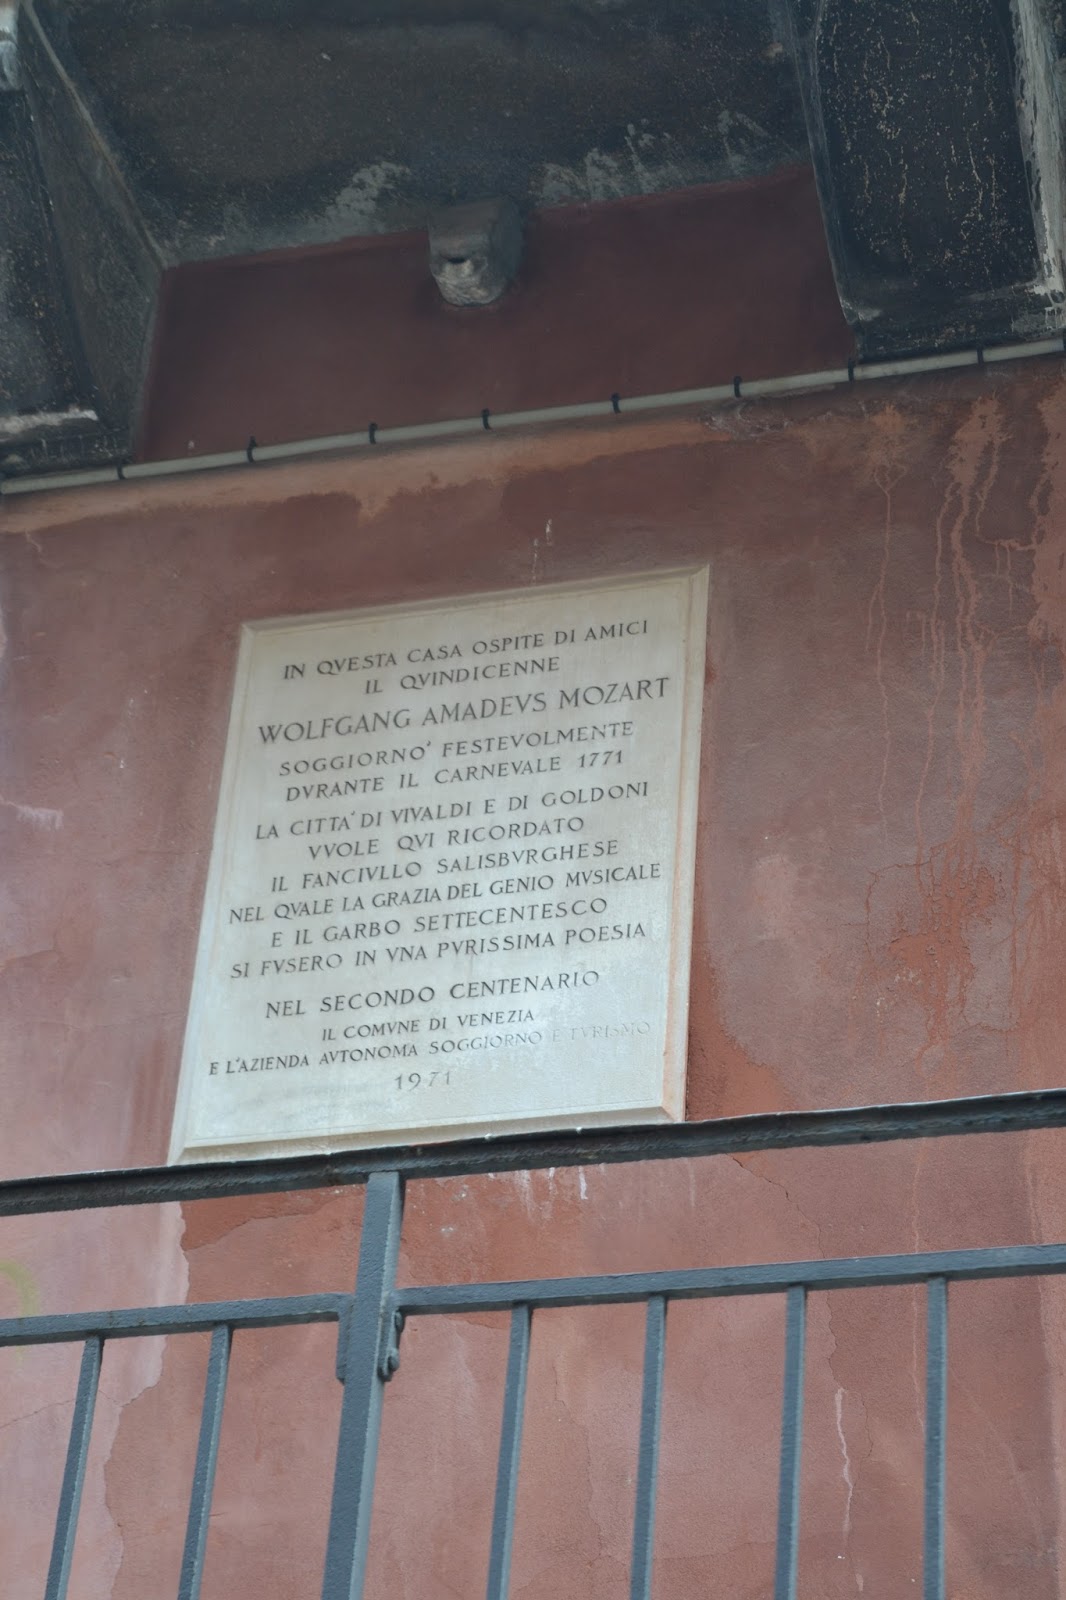 IN QVESTA CASA OSPITE DI AMICI
IL QVINDICENNE
WOLFGANG AMADEVS MOZART
SOGGIORNO' FESTEVOLMENTE
DVRANTE IL CARNEVALE 1771
LA CITTA' DI VIVALDI E DI GOLDONI
VVOLE QVI RICORDATO
IL FANCIVLLO SALISBVRGHESE
NEL QVALE LA GRAZIA DEL GENIO MVSICALE
E IL GARBO SETTECENTESCO
SI FVSERO IN VNA PVRISSIMA POESIA
NEL SECONDO CENTENARIO
IL COMVNE DI VENEZIA
E L'AZIENDA AVTONOMA SOGGIORNO E TVRISMO
1971